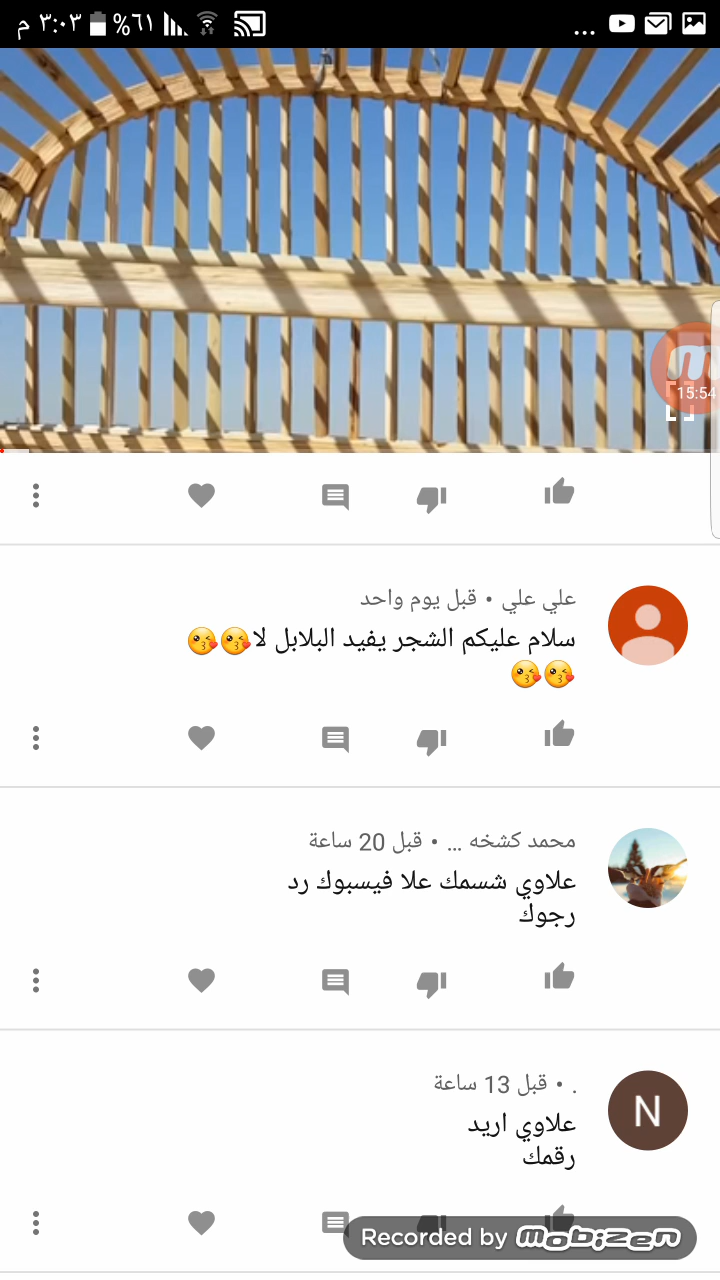 ٣:٠٣ م %٦١
15:54
علي علي • قبل يوم واحد
سلام عليكم الشجر يفيد البلابل لا😘😘
😘😘
محمد كشخه ... • قبل 20 ساعة
علاوي شسمك علا فيسبوك رد
رجوك
. • قبل 13 ساعة
N
علاوي اريد
رقمك
Recorded by mobizen